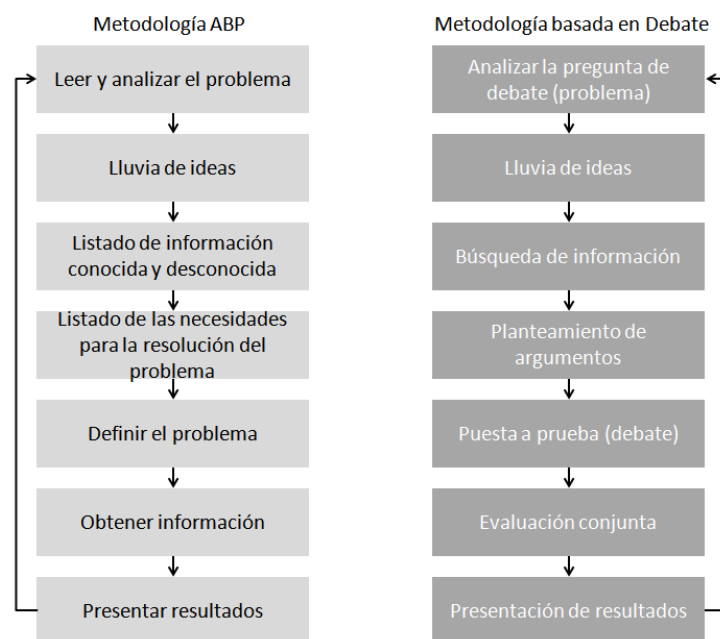 Metodología ABP
Leer y analizar el problema
Lluvia de ideas
Listado de información
conocida y desconocida
Listado de las necesidades
para la resolución del
problema
Definir el problema
Obtener información
Presentar resultados
Metodología basada en Debate
Analizar la pregunta de
debate (problema)
Lluvia de ideas
Búsqueda de información
Planteamiento de
argumentos
Puesta a prueba (debate)
Evaluación conjunta
Presentación de resultados